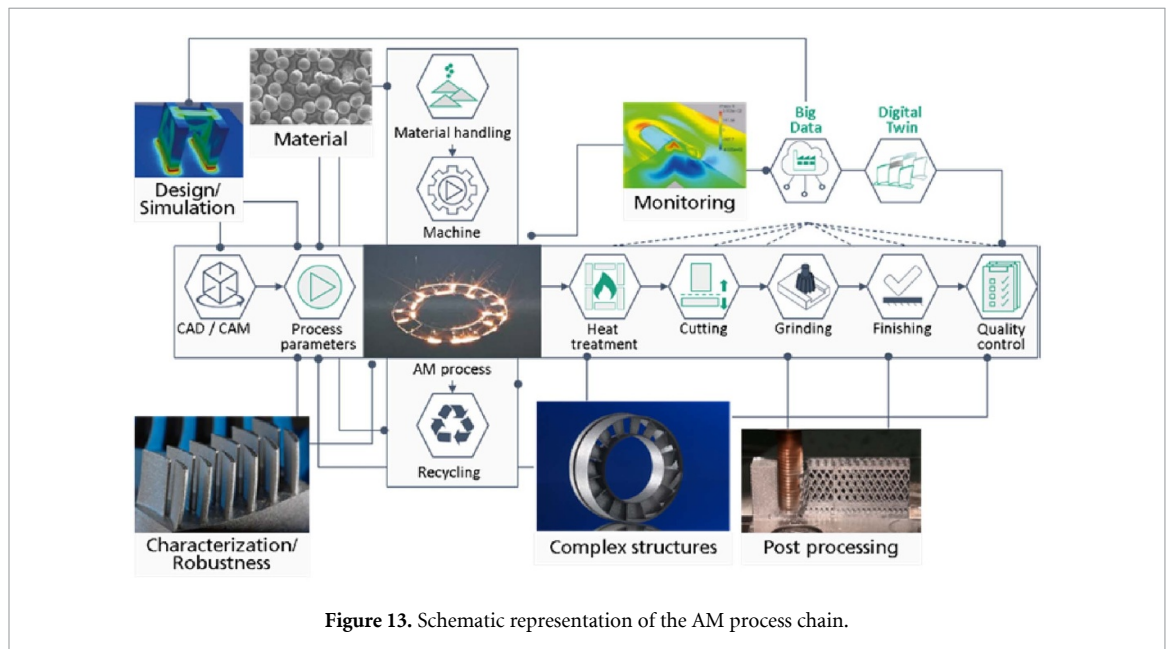 Material
Material handling
Big
Data
Digital
Twin
Design/
Simulation
Monitoring
Machine
CAD / CAM
Process
parameters
Heat
treatment
Cutting
Grinding
Finishing
Quality
control
AM process
Recycling
Characterization/
Robustness
Complex structures
Post processing
Figure 13. Schematic representation of the AM process chain.